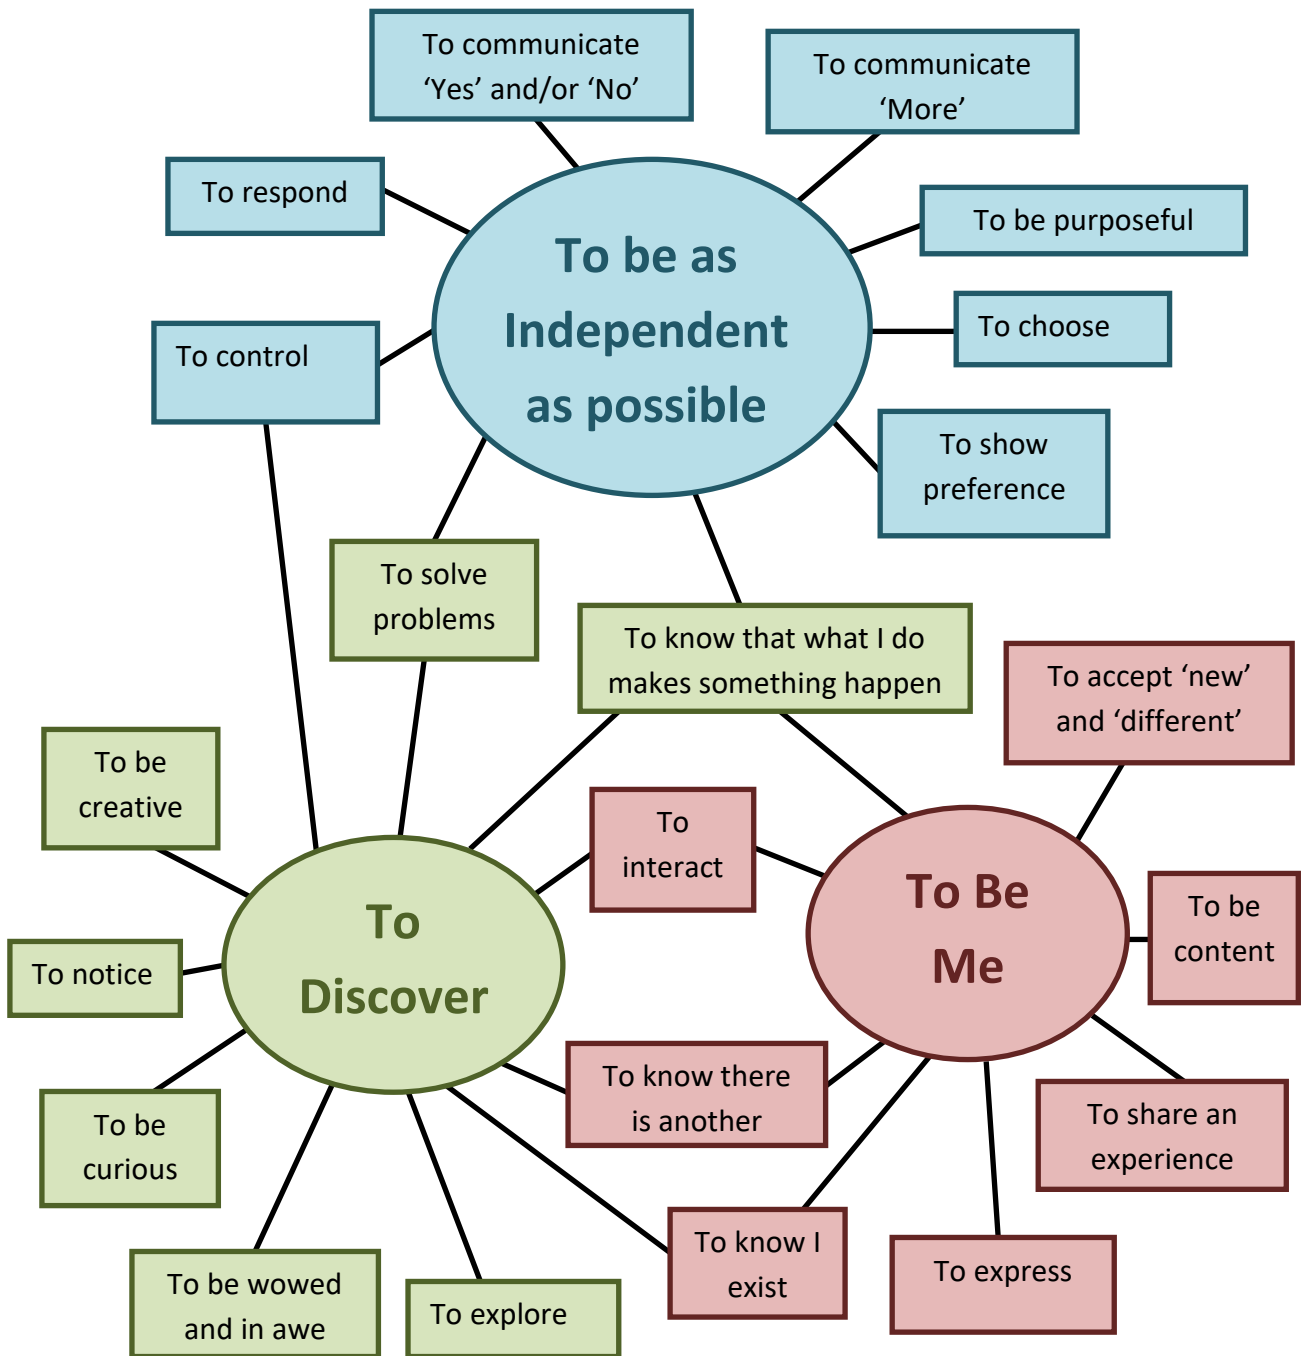 To communicate
‘Yes’ and/or ‘No’
To communicate
‘More’
To respond
To be purposeful
To be as
Independent
as possible
To choose
To control
To show
preference
To solve
problems
To know that what I do
makes something happen
To accept ‘new’
and ‘different’
To be
creative
To
interact
To Be
Me
To be
content
To
Discover
To notice
To know there
is another
To be
curious
To share an
experience
To know I
exist
To express
To be wowed
and in awe
To explore